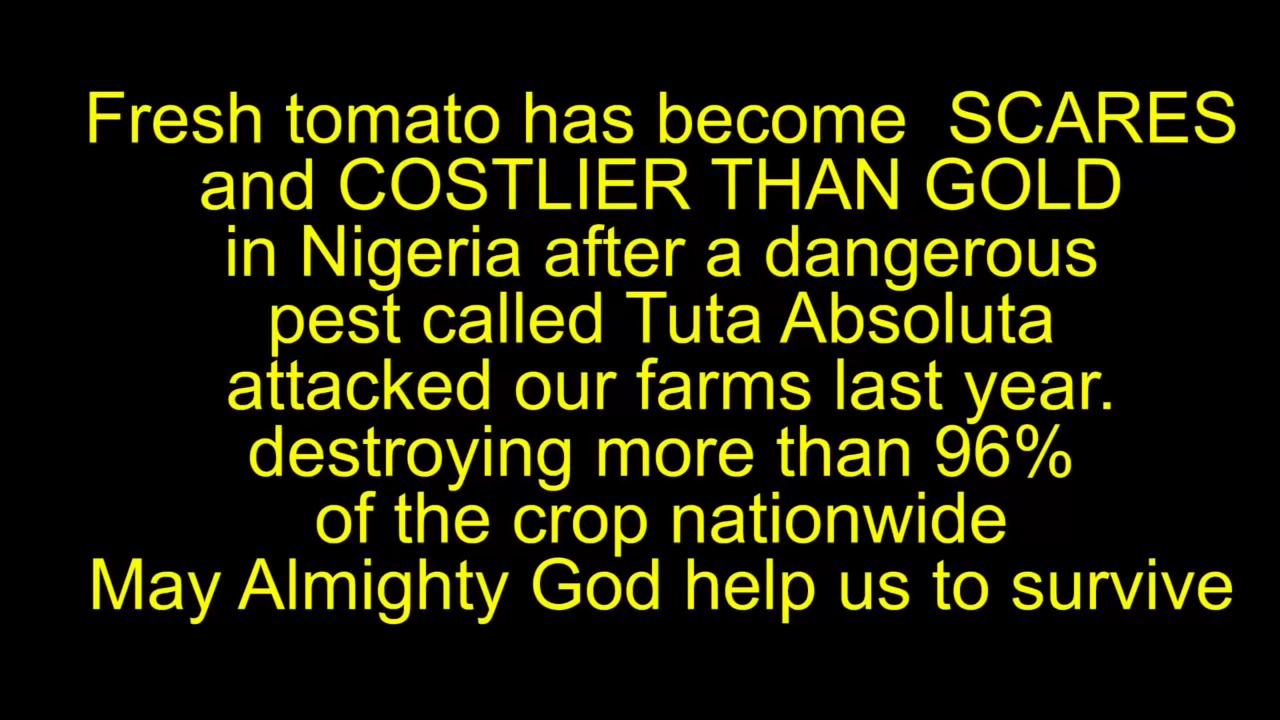 Fresh tomato has become SCARES
and COSTLIER THAN GOLD
in Nigeria after a dangerous
pest called Tuta Absoluta
attacked our farms last year.
destroying more than 96%
of the crop nationwide
May Almighty God help us to survive